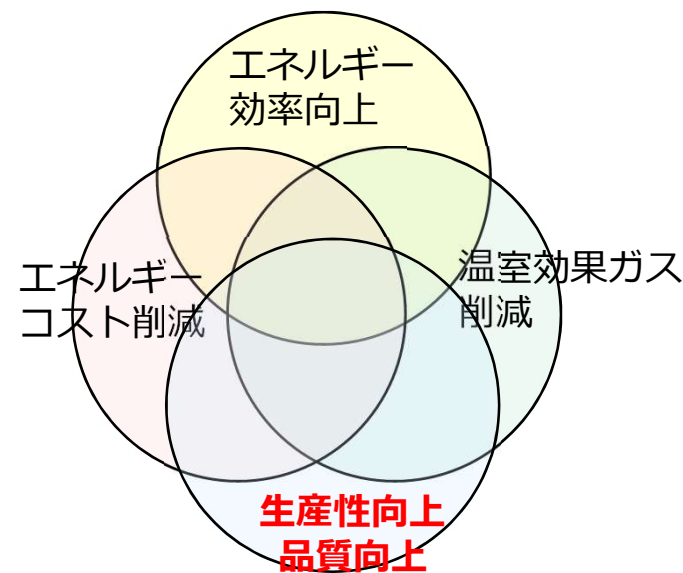 エネルギー
効率向上
エネルギー
コスト削減
温室効果ガス
削減
生産性向上
品質向上